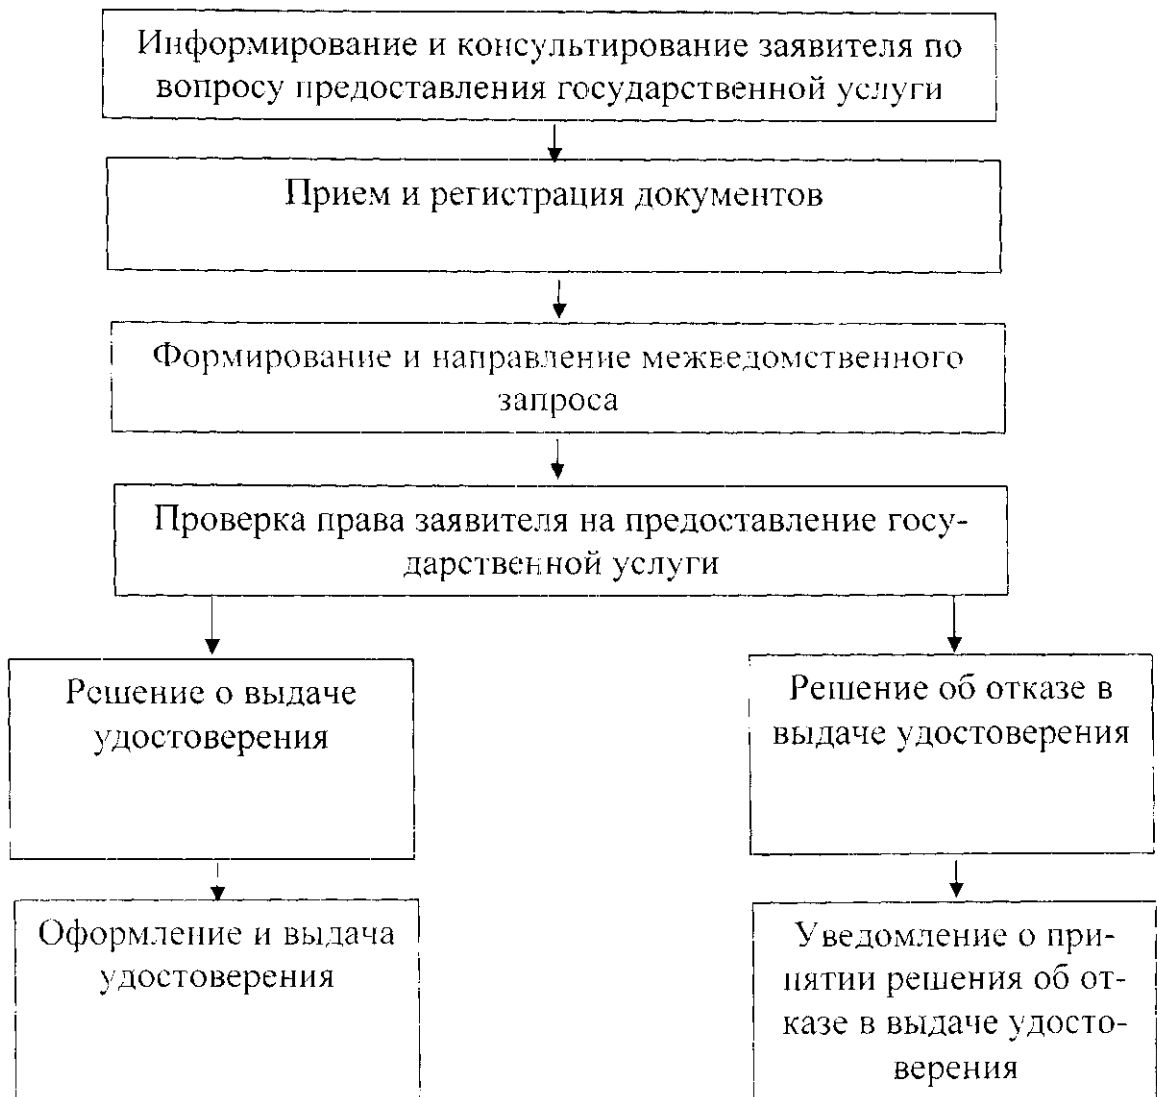 Информирование и консультирование заявителя по
вопросу предоставления государственной услуги
Прием и регистрация документов
Формирование и направление межведомственного
запроса
Проверка права заявителя на предоставление госу-
дарственной услуги
Решение о выдаче
удостоверения
Решение об отказе в
выдаче удостоверения
Оформление и выдача
удостоверения
Уведомление о при-
нятии решения об от-
казе в выдаче удосто-
верения